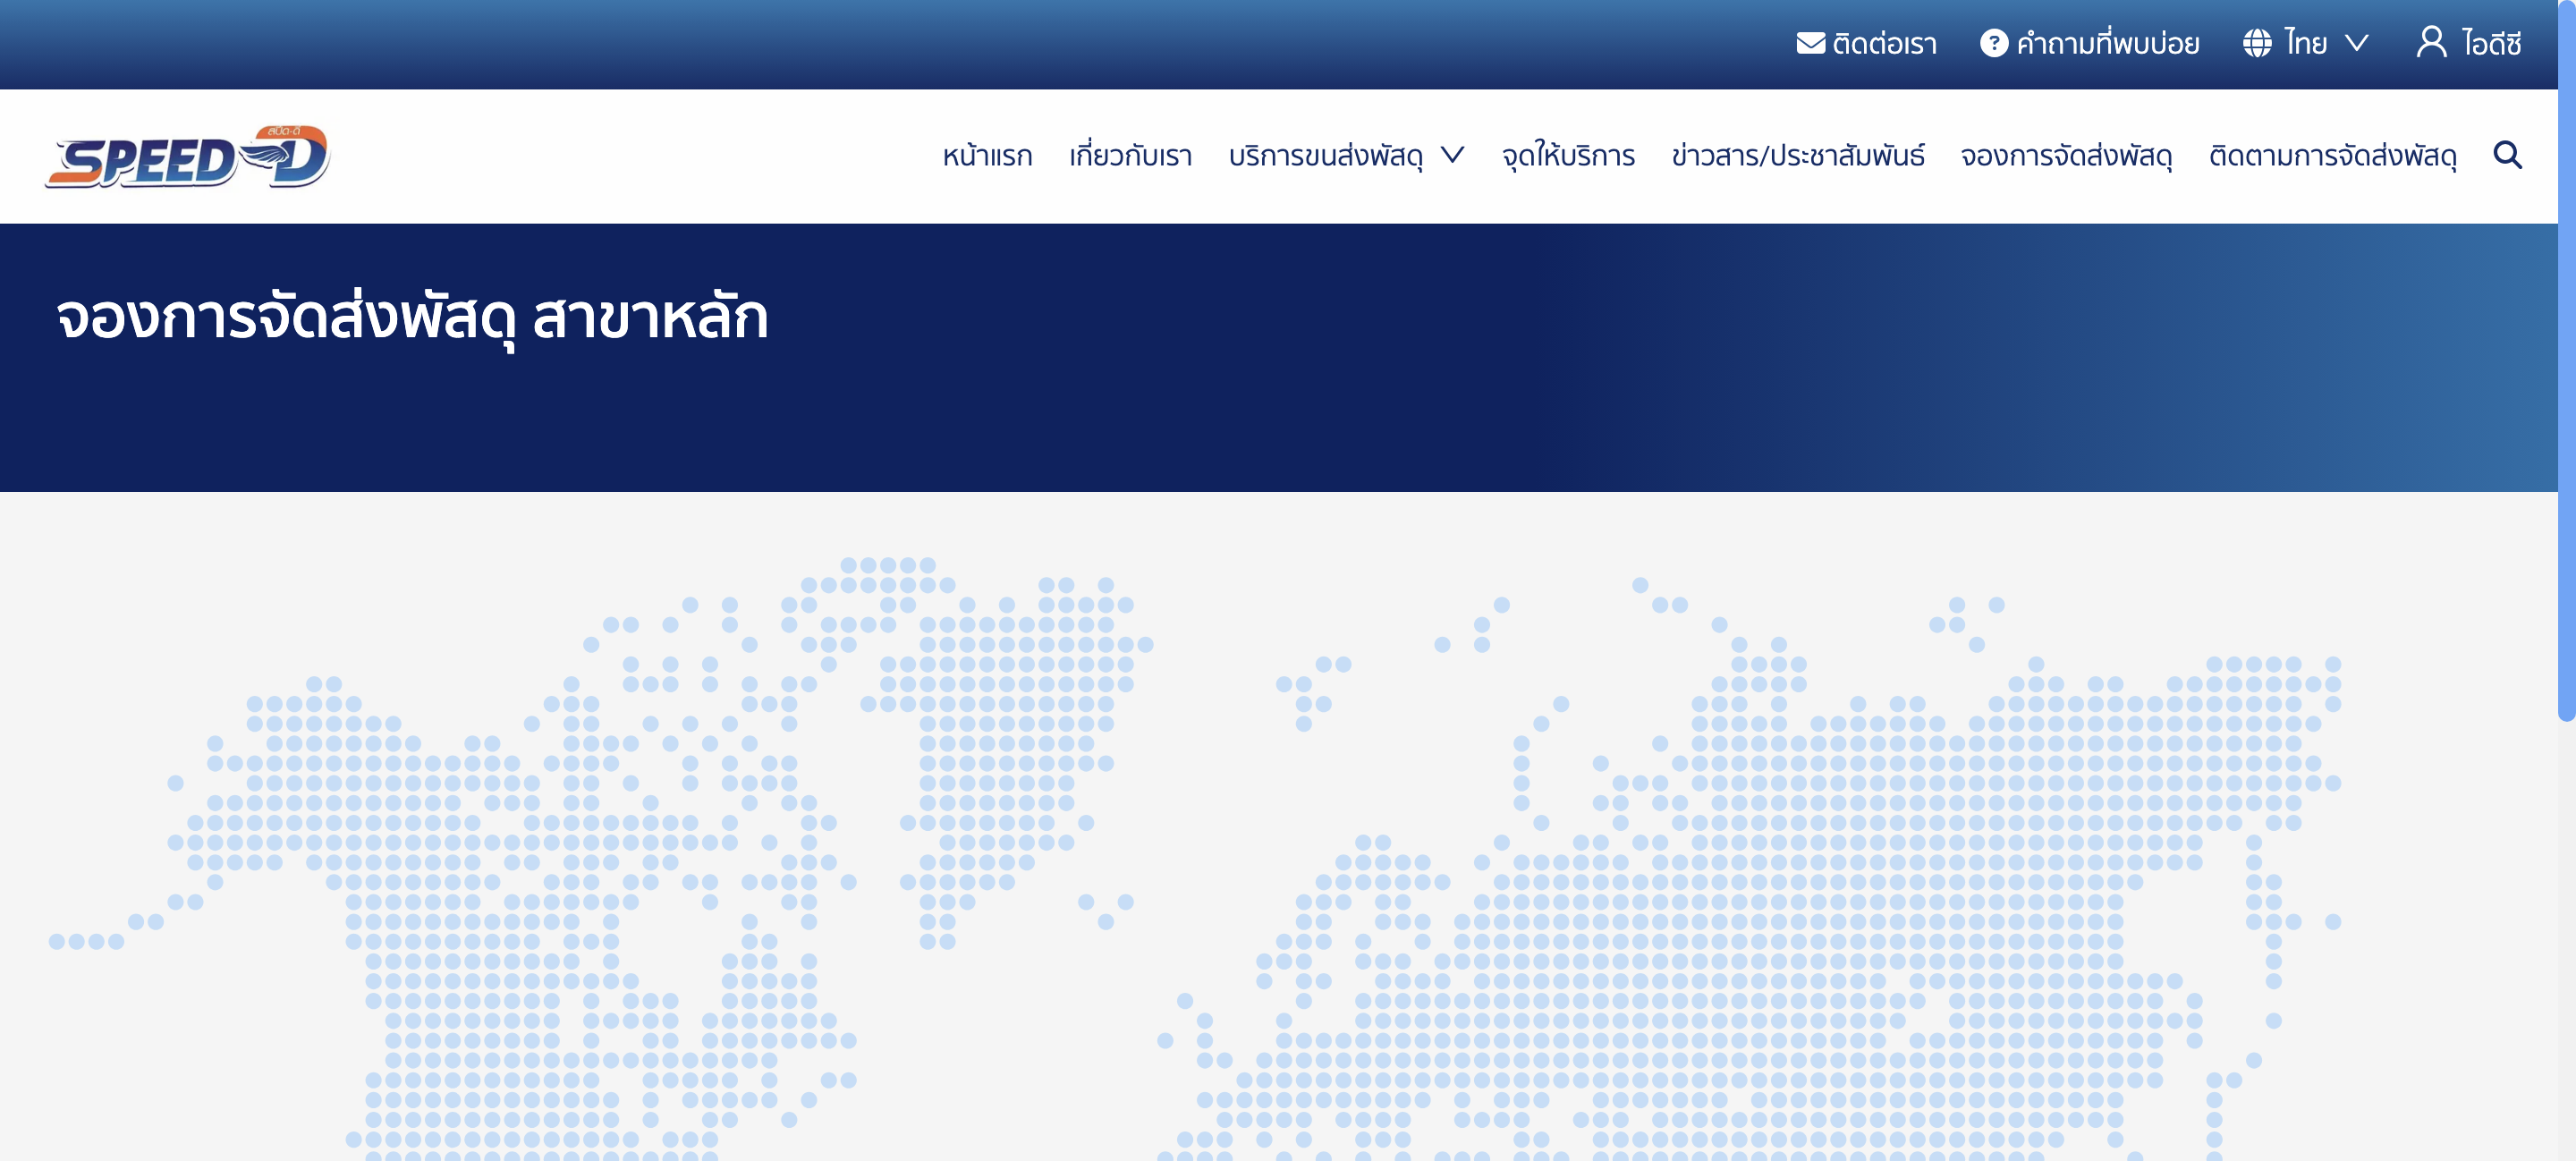 ติดต่อเรา คำถามที่พบบ่อย ไทย ไอดีซี
สปีด-ดี
SPEED-D
หน้าแรก เกี่ยวกับเรา บริการขนส่งพัสดุ จุดให้บริการ ข่าวสาร/ประชาสัมพันธ์ จองการจัดส่งพัสดุ ติดตามการจัดส่งพัสดุ
จองการจัดส่งพัสดุ สาขาหลัก